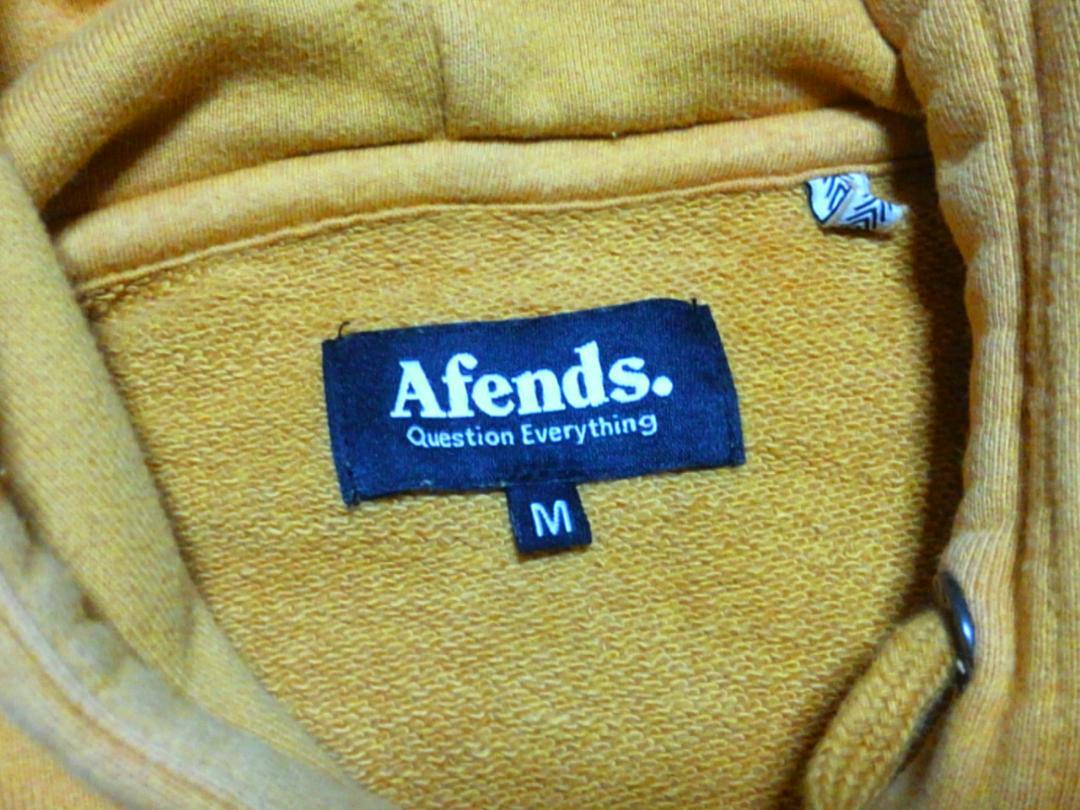 Afends.
Question Everything
M